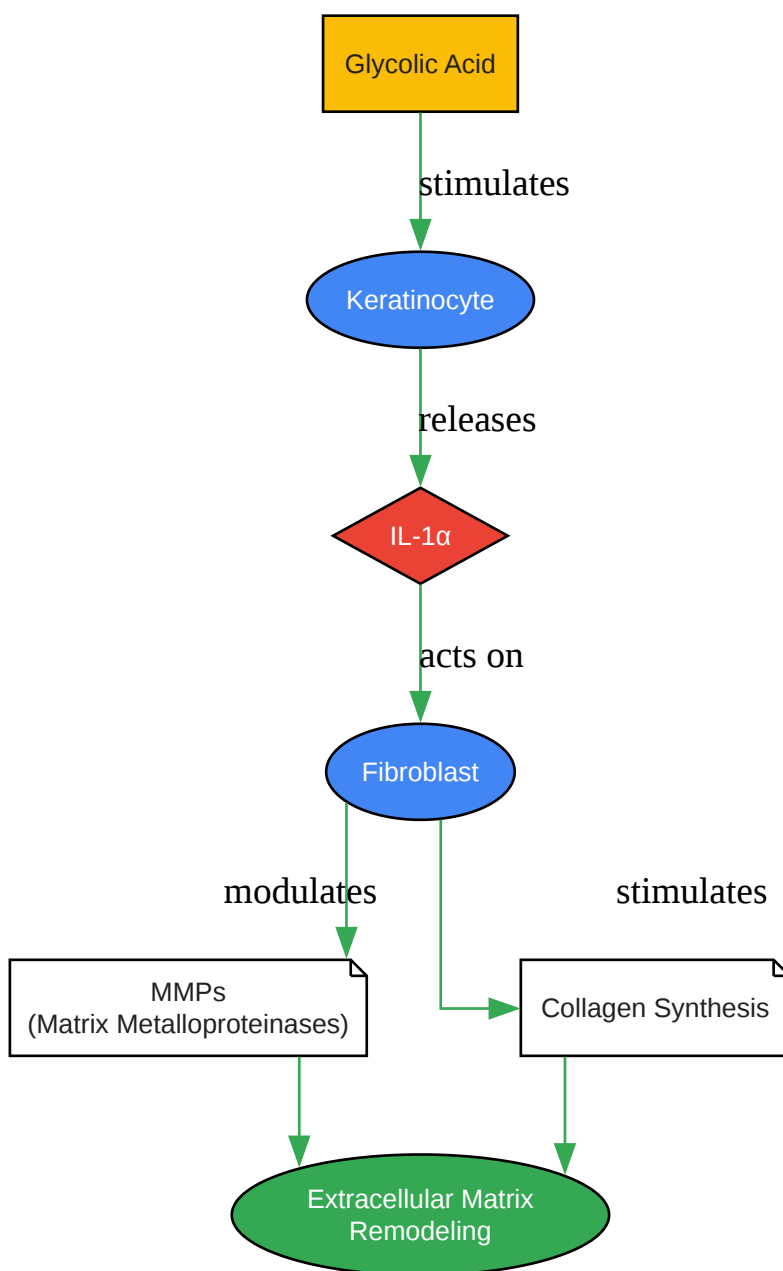 Glycolic Acid
stimulates
Keratinocyte
releases
IL-1α
acts on
Fibroblast
modulates
stimulates
MMPs
(Matrix Metalloproteinases)
Collagen Synthesis
Extracellular Matrix
Remodeling